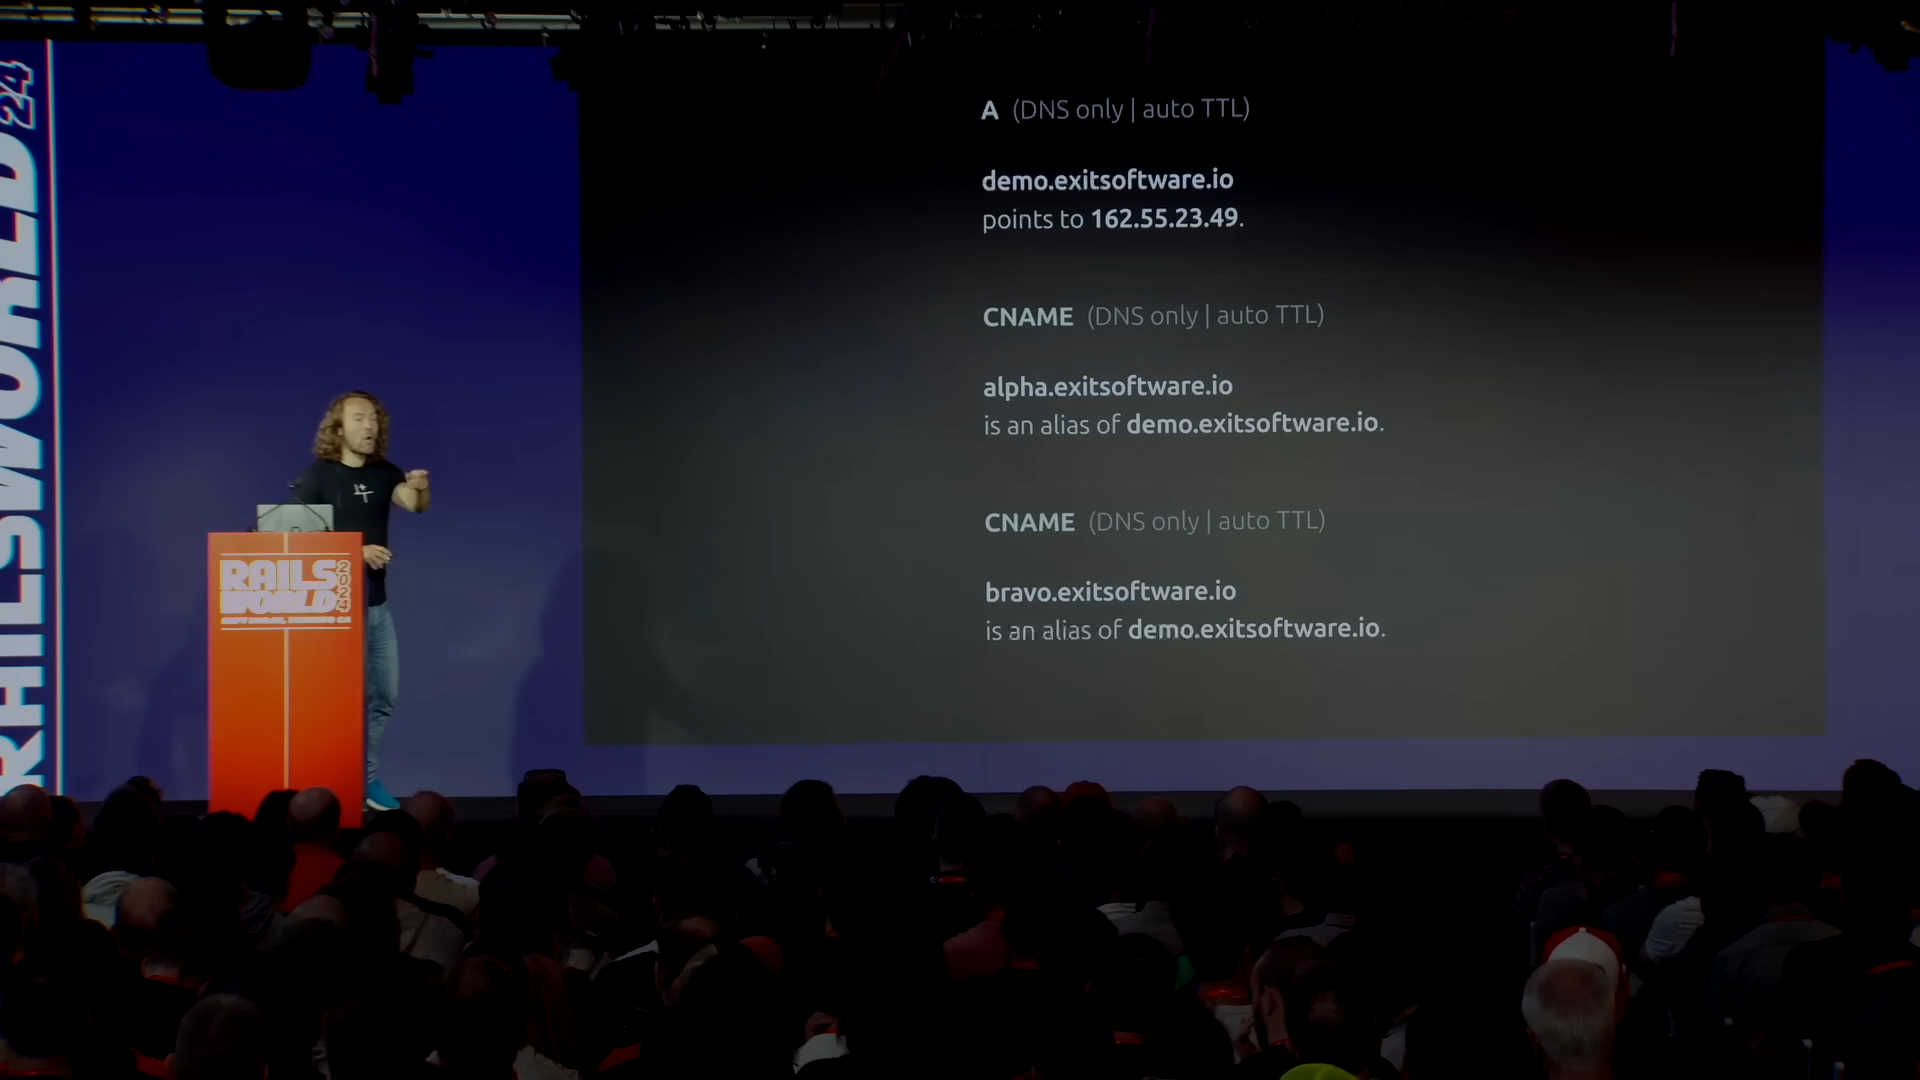 RAILSWORLD 24
A (DNS only | auto TTL)
demo.exitsoftware.io
points to 162.55.23.49.
CNAME (DNS only | auto TTL)
alpha.exitsoftware.io
is an alias of demo.exitsoftware.io.
CNAME (DNS only | auto TTL)
bravo.exitsoftware.io
is an alias of demo.exitsoftware.io.
RAILS
WORLD
2024